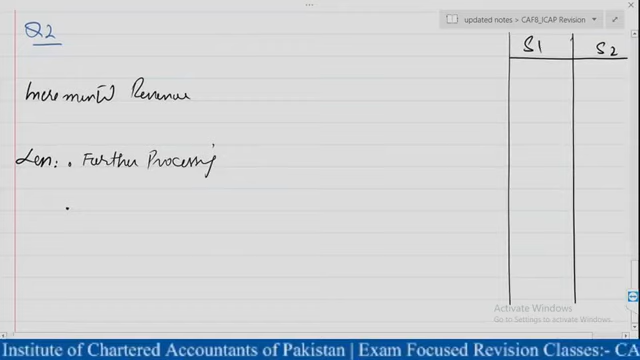 updated notes > CAF8_ICAP Revision
Q2
S1 S2
Incremental Revenue
Less: • Further Processing
•
Activate Windows
Go to Settings to activate Windows.
Institute of Chartered Accountants of Pakistan | Exam Focused Revision Classes:- CA